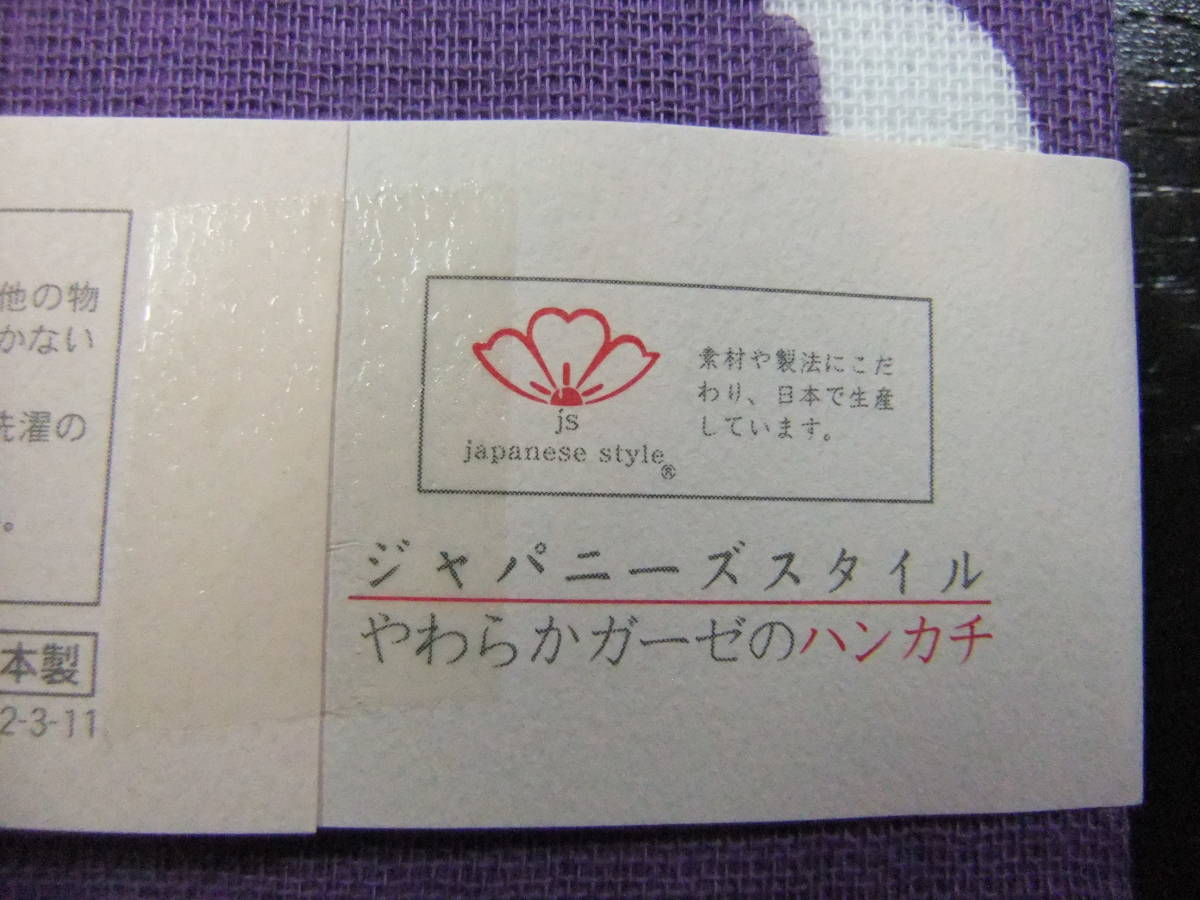 他の物
かない
洗濯の
。
本製
2-3-11
js
japanese style®
素材や製法にこだ
わり、日本で生産
しています。
ジャパニーズスタイル
やわらかガーゼのハンカチ